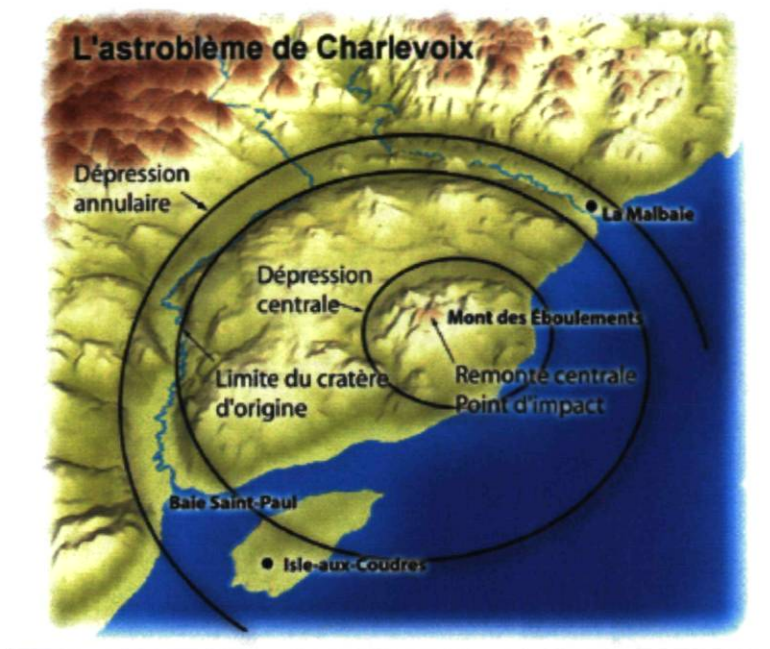 L'astroblème de Charlevoix
Dépression
annulaire
La Malbaie
Dépression
centrale
Mont des Éboulements
Limite du cratère
d'origine
Remonté centrale
Point d'impact
Baie Saint-Paul
Isle-aux-Coudres